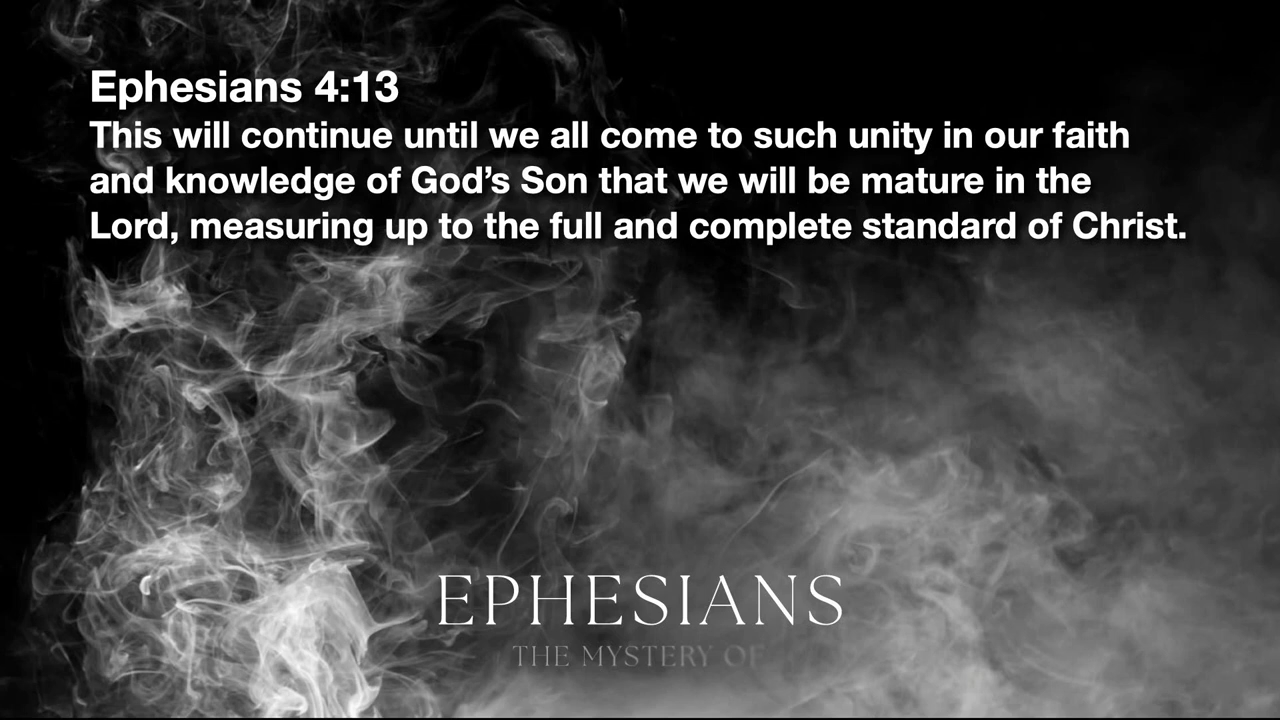 Ephesians 4:13
This will continue until we all come to such unity in our faith
and knowledge of God’s Son that we will be mature in the
Lord, measuring up to the full and complete standard of Christ.
EPHESIANS
THE MYSTERY OF